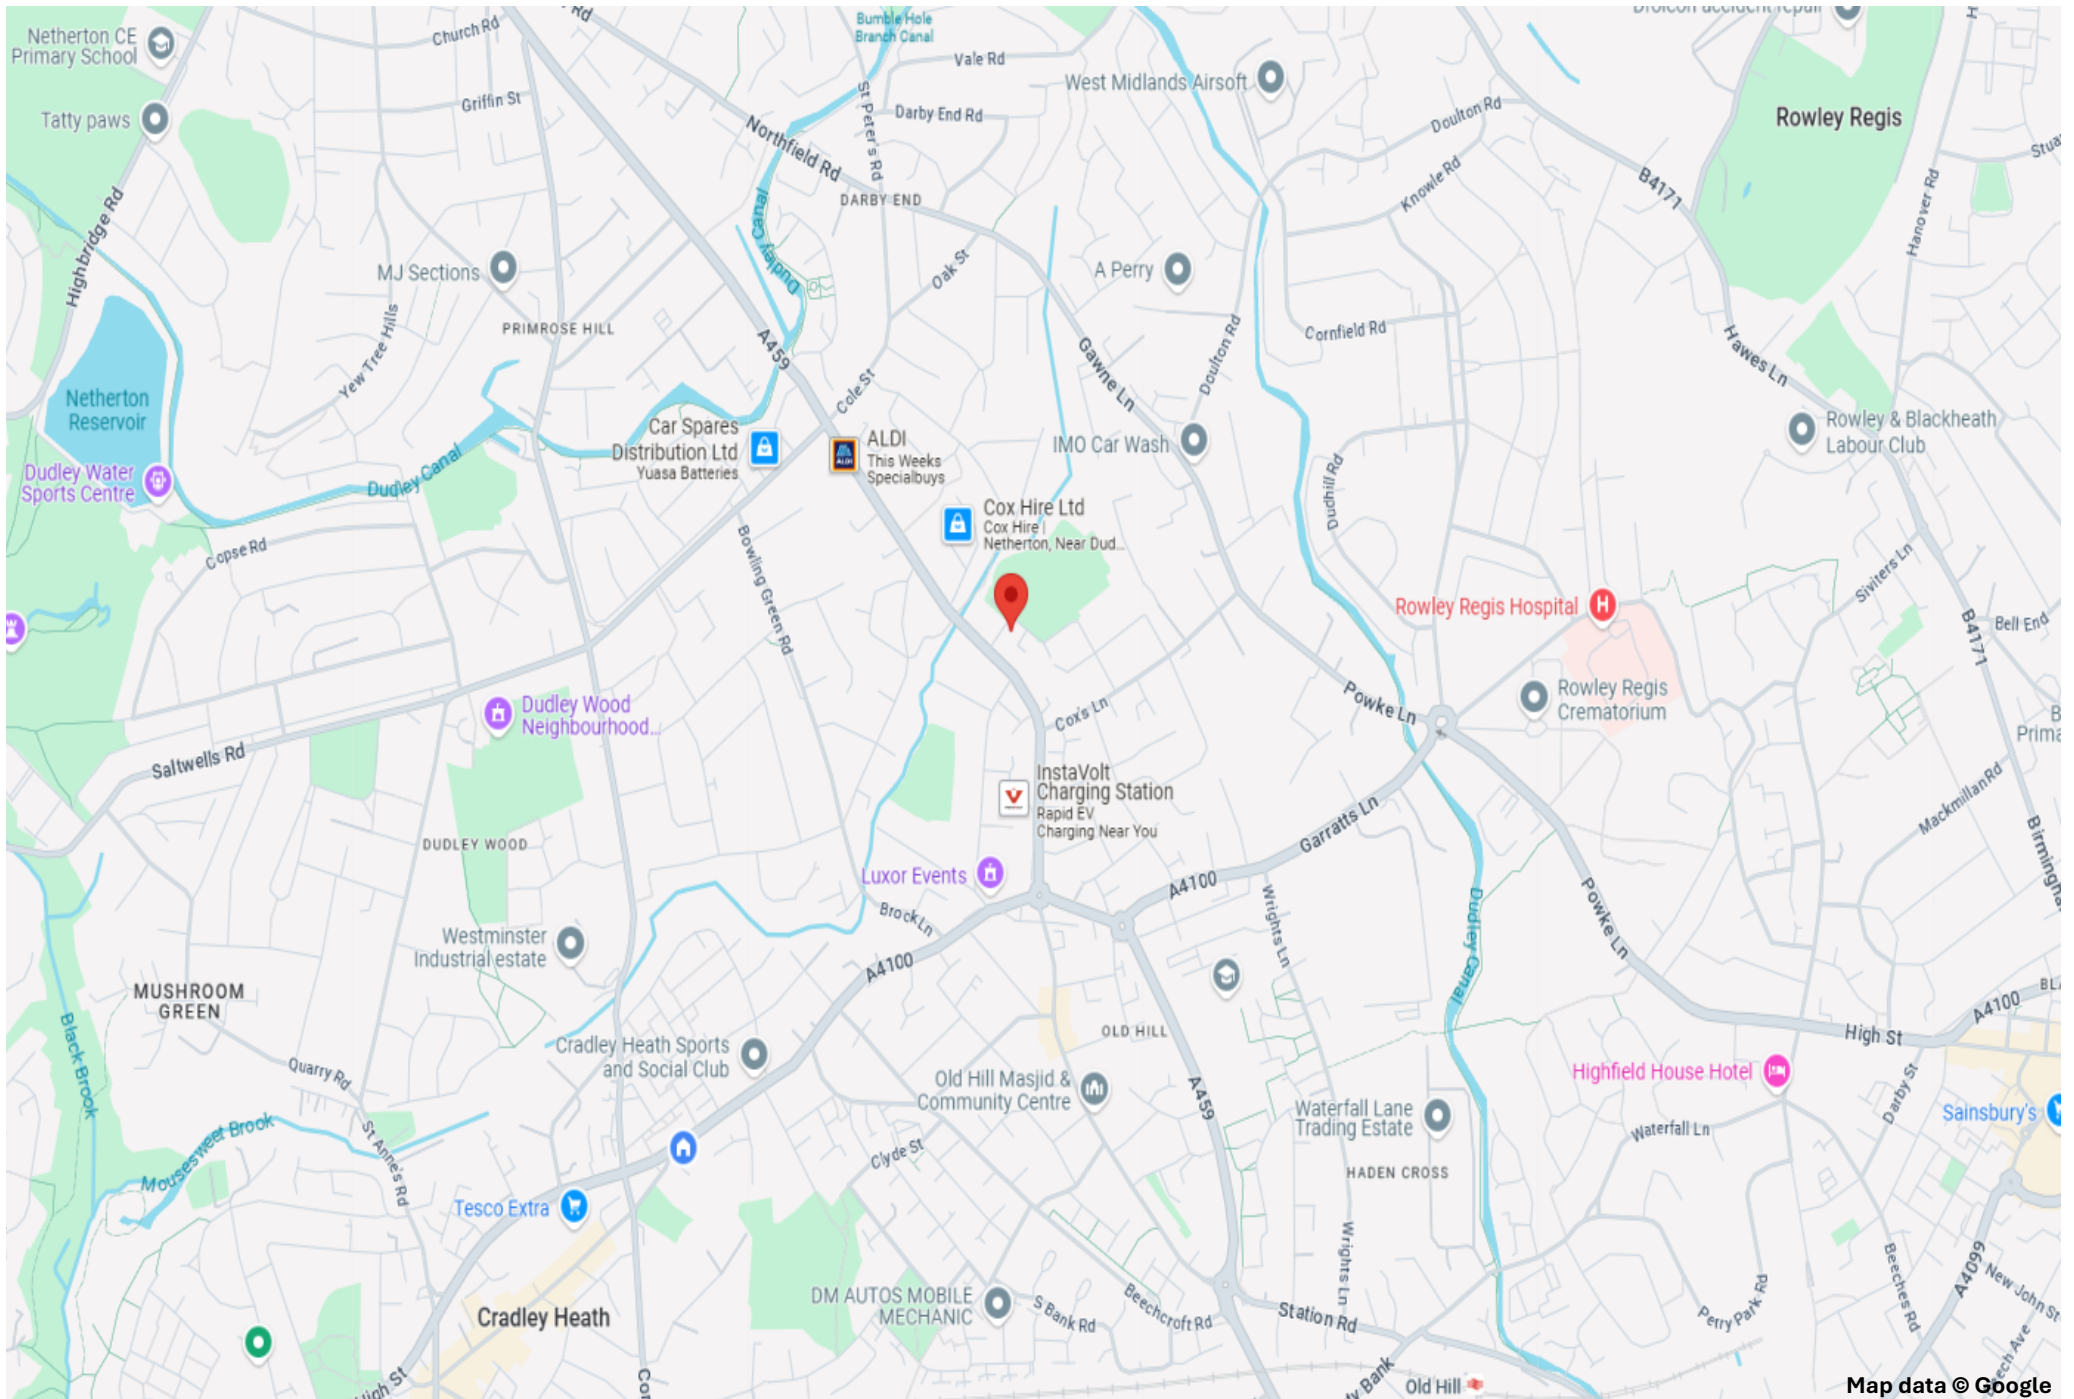 Netherton CE
Primary School
Church Rd
Rd
Bumble Hole
Branch Canal
Vale Rd
West Midlands Airsoft
Rowley Regis
Tatty paws
Griffin St
St Peter's Rd
Darby End Rd
Northfield Rd
Doulton Rd
Knowle Rd
B4171
Hanover Rd
DARBY END
Highbridge Rd
MJ Sections
Dudley Canal
Oak St
A Perry
PRIMROSE HILL
Yew Tree Hills
A459
Cornfield Rd
Doulton Rd
Gawne Ln
Hawes Ln
Netherton
Reservoir
Cole St
Car Spares
Distribution Ltd
Yuasa Batteries
ALDI
This Weeks
Specialbuys
IMO Car Wash
Rowley & Blackheath
Labour Club
Dudley Water
Sports Centre
Dudley Canal
Dudhill Rd
Cox Hire Ltd
Cox Hire |
Netherton, Near Dud...
Copse Rd
Bowling Green Rd
Siviters Ln
Rowley Regis Hospital
B4171
Bell End
Dudley Wood
Neighbourhood...
Cox's Ln
Powke Ln
Rowley Regis
Crematorium
Saltwells Rd
InstaVolt
Charging Station
Rapid EV
Charging Near You
Garratts Ln
Mackmillan Rd
DUDLEY WOOD
Luxor Events
A4100
Brock Ln
Wrights Ln
Powke Ln
Westminster
Industrial estate
A4100
Dudley Canal
MUSHROOM
GREEN
A4100
High St
OLD HILL
Black Brook
Cradley Heath Sports
and Social Club
Quarry Rd
Old Hill Masjid &
Community Centre
A459
Highfield House Hotel
Darby St
Sainsbury's
Waterfall Lane
Trading Estate
Waterfall Ln
Mousesweet Brook
St Anne's Rd
Clyde St
HADEN CROSS
Tesco Extra
Wrights Ln
Beeches Rd
A4099
New John St
Cradley Heath
DM AUTOS MOBILE
MECHANIC
S Bank Rd
Beechcroft Rd
Station Rd
Perry Park Rd
High St
Old Hill
Map data © Google